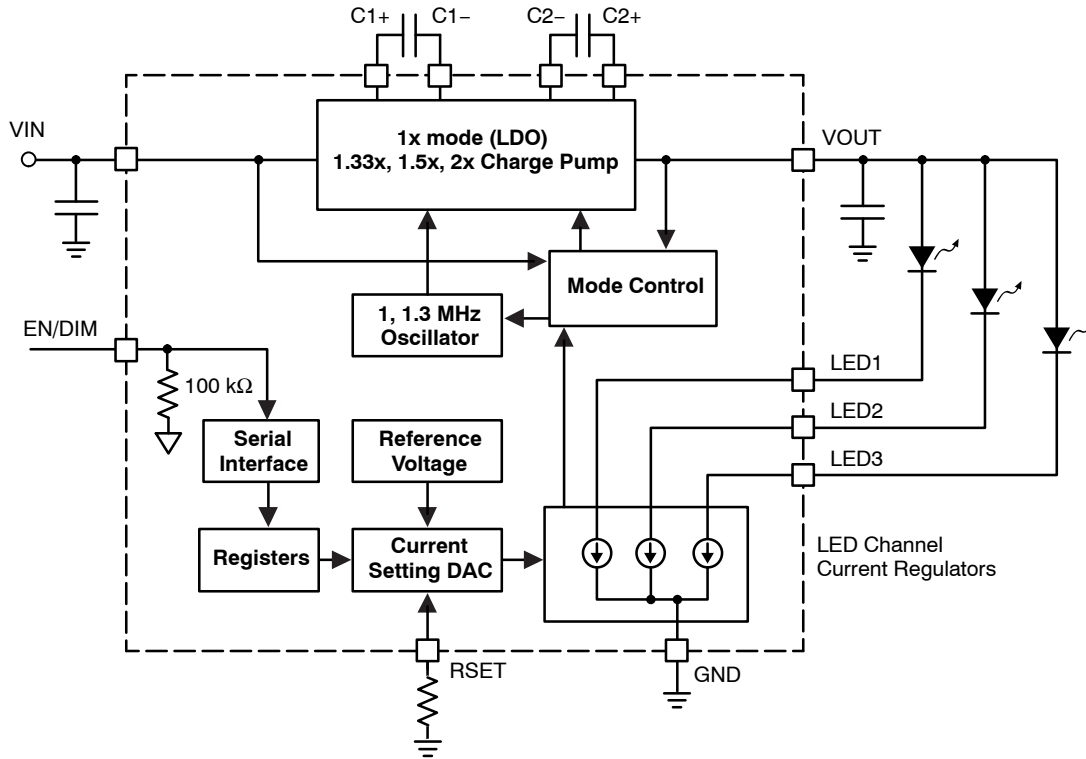 C1+
C1−
C2−
C2+
VIN
1x mode (LDO)
1.33x, 1.5x, 2x Charge Pump
VOUT
Mode Control
EN/DIM
1, 1.3 MHz
Oscillator
100 kΩ
LED1
LED2
LED3
Serial
Interface
Reference
Voltage
Registers
Current
Setting DAC
LED Channel
Current Regulators
RSET
GND